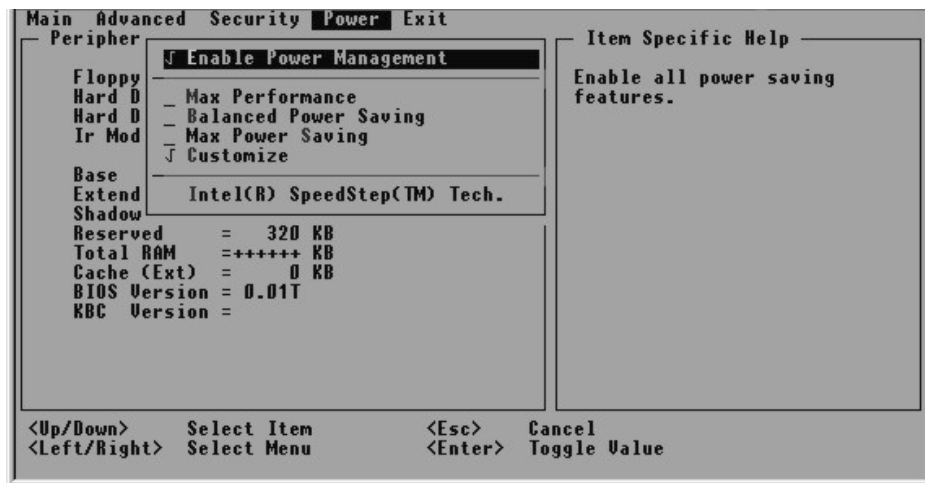 Main Advanced Security Power Exit
Peripher
√ Enable Power Management
Item Specific Help
Floppy
Enable all power saving
Hard D _ Max Performance
features.
Hard D _ Balanced Power Saving
Ir Mod _ Max Power Saving
√ Customize
Base
Extend Intel(R) SpeedStep(TM) Tech.
Shadow
Reserved = 320 KB
Total RAM =++++++ KB
Cache (Ext) = 0 KB
BIOS Version = 0.01T
KBC Version =
<Up/Down> Select Item <Esc> Cancel
<Left/Right> Select Menu <Enter> Toggle Value